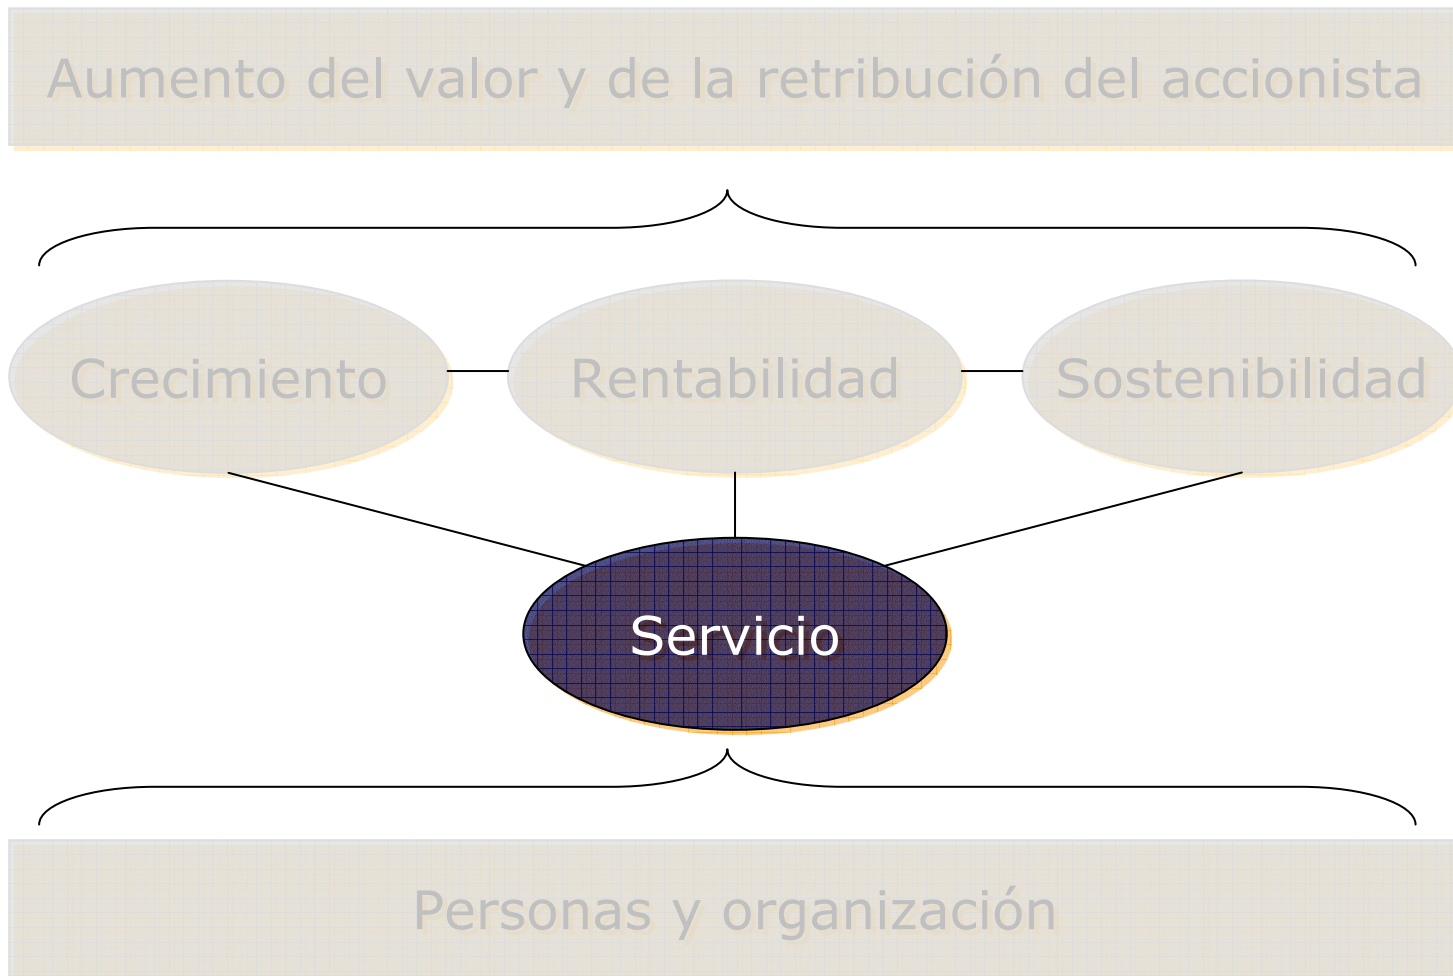 Aumento del valor y de la retribución del accionista
Crecimiento
Rentabilidad
Sostenibilidad
Servicio
Personas y organización